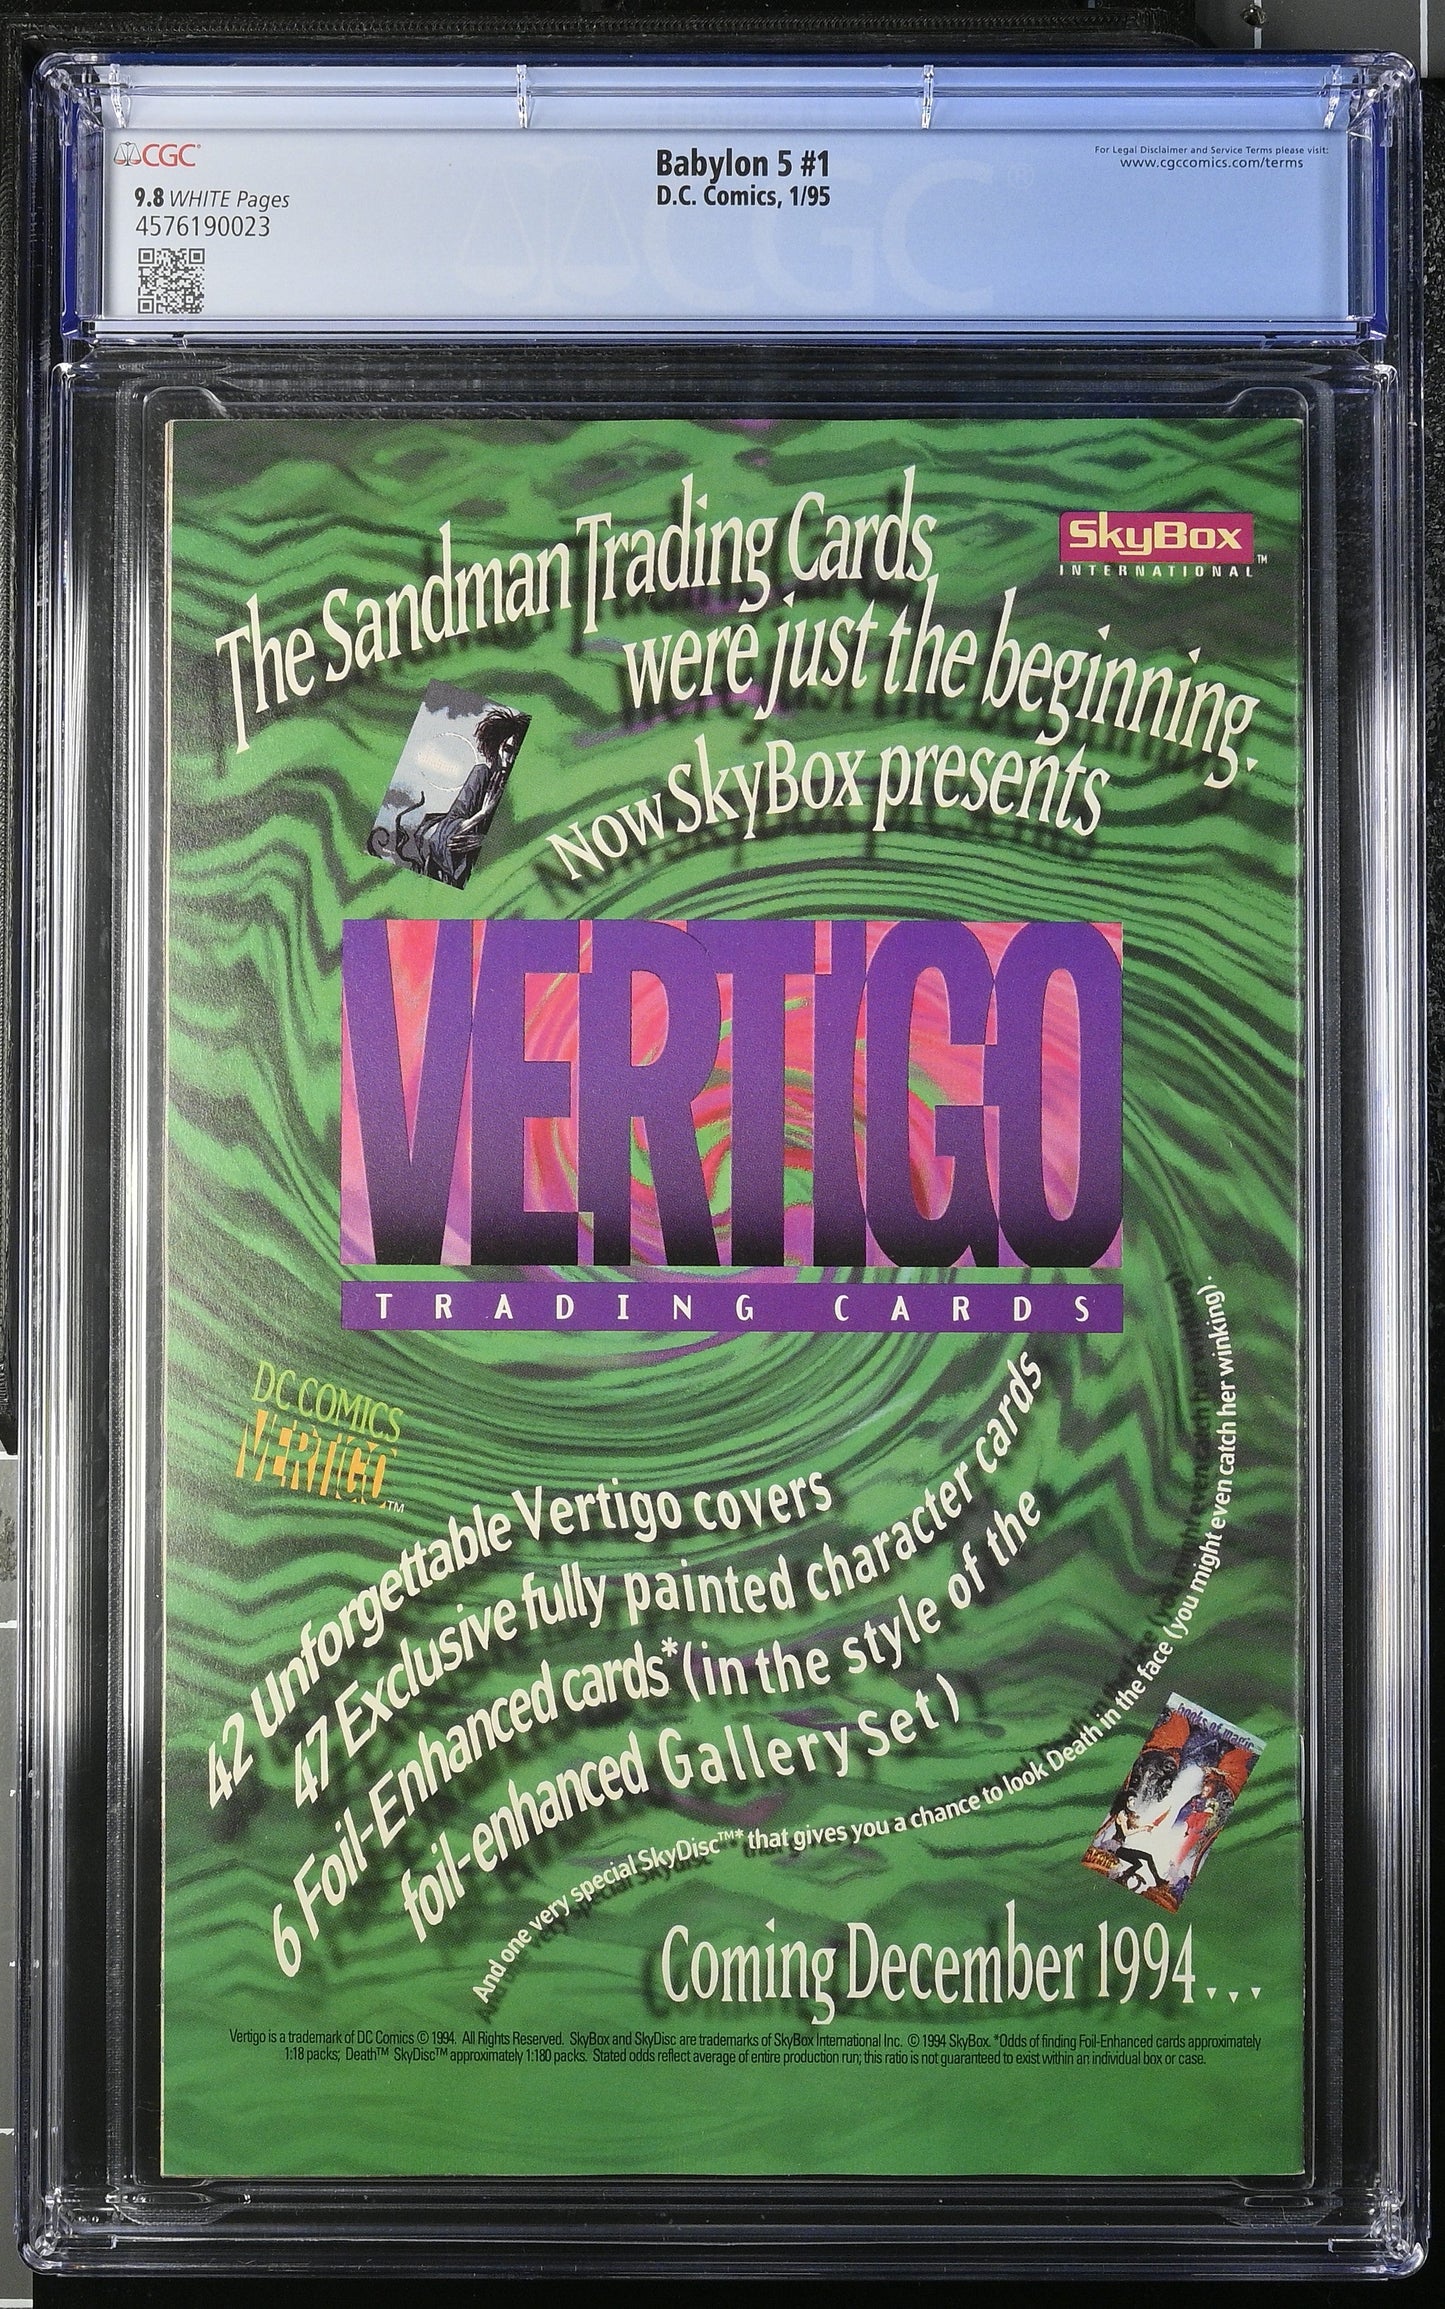 CGC
9.8 WHITE Pages
4576190023
Babylon 5 #1
D.C. Comics, 1/95
For Legal Disclaimer and Service Terms please visit:
www.cgccomics.com/terms
CGC
SkyBox™
INTERNATIONAL
The Sandman Trading Cards
were just the beginning.
Now SkyBox presents
VERTIGO
TRADING CARDS
DC COMICS
VERTIGO™
42 unforgettable Vertigo covers
47 Exclusive fully painted character cards
6 Foil-Enhanced cards* (in the style of the
foil-enhanced Gallery Set)
And one very special SkyDisc™* that gives you a chance to look Death in the face (you might even catch her winking).
books of magic
Coming December 1994...
Vertigo is a trademark of DC Comics © 1994. All Rights Reserved. SkyBox and SkyDisc are trademarks of SkyBox International Inc. © 1994 SkyBox. *Odds of finding Foil-Enhanced cards approximately
1:18 packs; Death™ SkyDisc™ approximately 1:180 packs. Stated odds reflect average of entire production run; this ratio is not guaranteed to exist within an individual box or case.